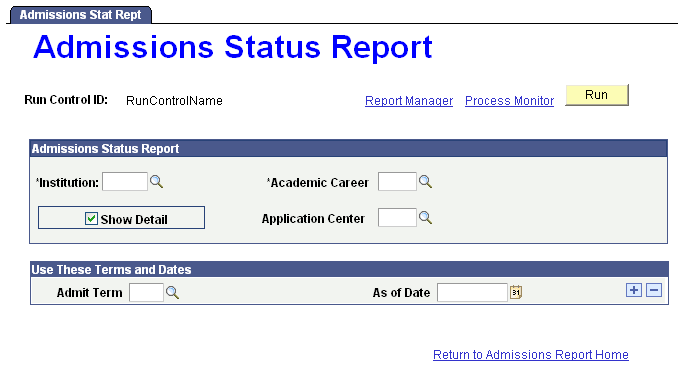 Admissions Stat Rept
Admissions Status Report
Run Control ID: RunControlName Report Manager Process Monitor Run
Admissions Status Report
*Institution: *Academic Career
Show Detail Application Center
Use These Terms and Dates
Admit Term As of Date 31
Return to Admissions Report Home